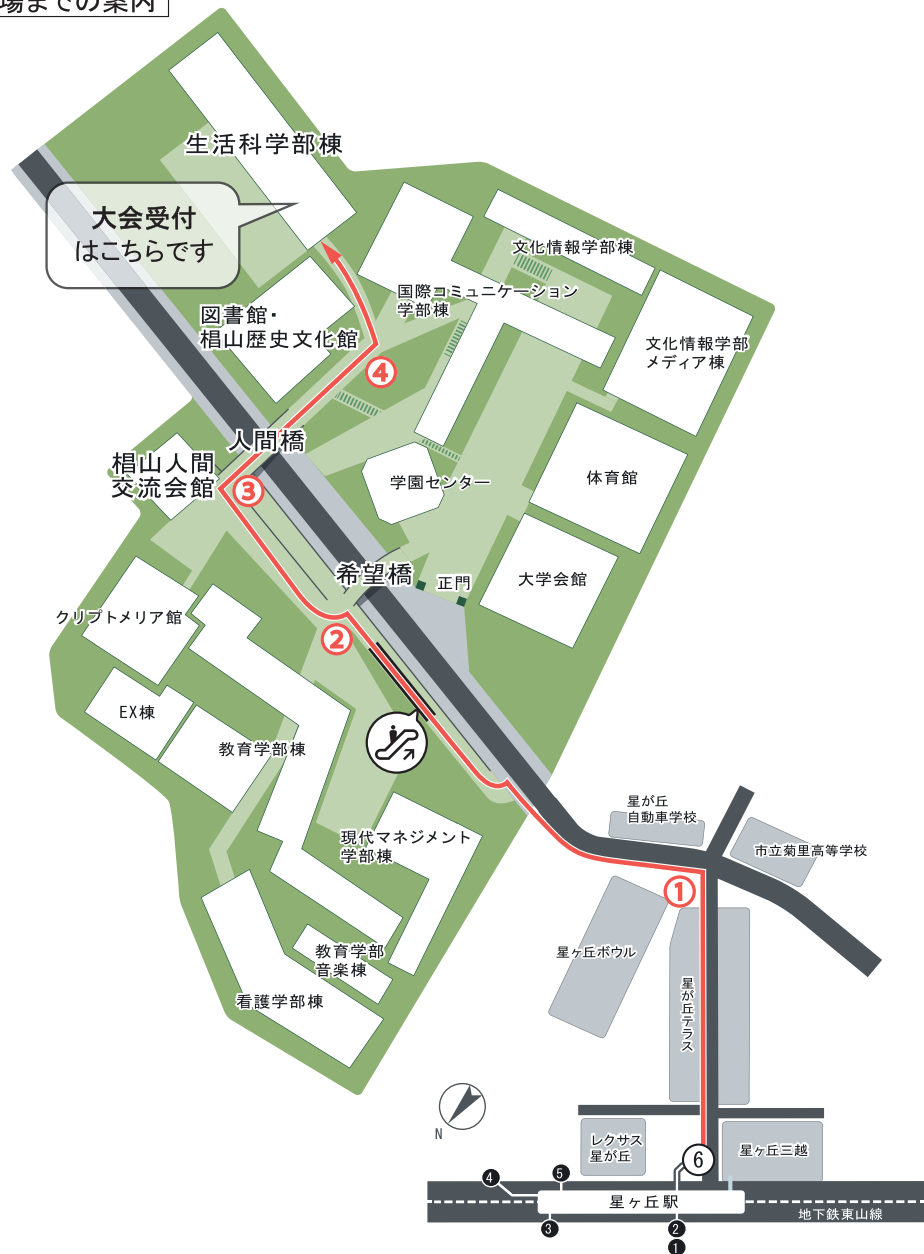 場までの案内
生活科学部棟
大会受付
はこちらです
文化情報学部棟
国際コミュニケーション
学部棟
図書館・
椙山歴史文化館
文化情報学部
メディア棟
④
人間橋
椙山人間
交流会館
③
学園センター
体育館
希望橋
正門
大学会館
クリプトメリア館
②
EX棟
教育学部棟
現代マネジメント
学部棟
星が丘
自動車学校
市立菊里高等学校
①
教育学部
音楽棟
星ヶ丘ボウル
看護学部棟
星が丘テラス
N
レクサス
星が丘
6
星ヶ丘三越
4
5
星ヶ丘駅
地下鉄東山線
3
2
1